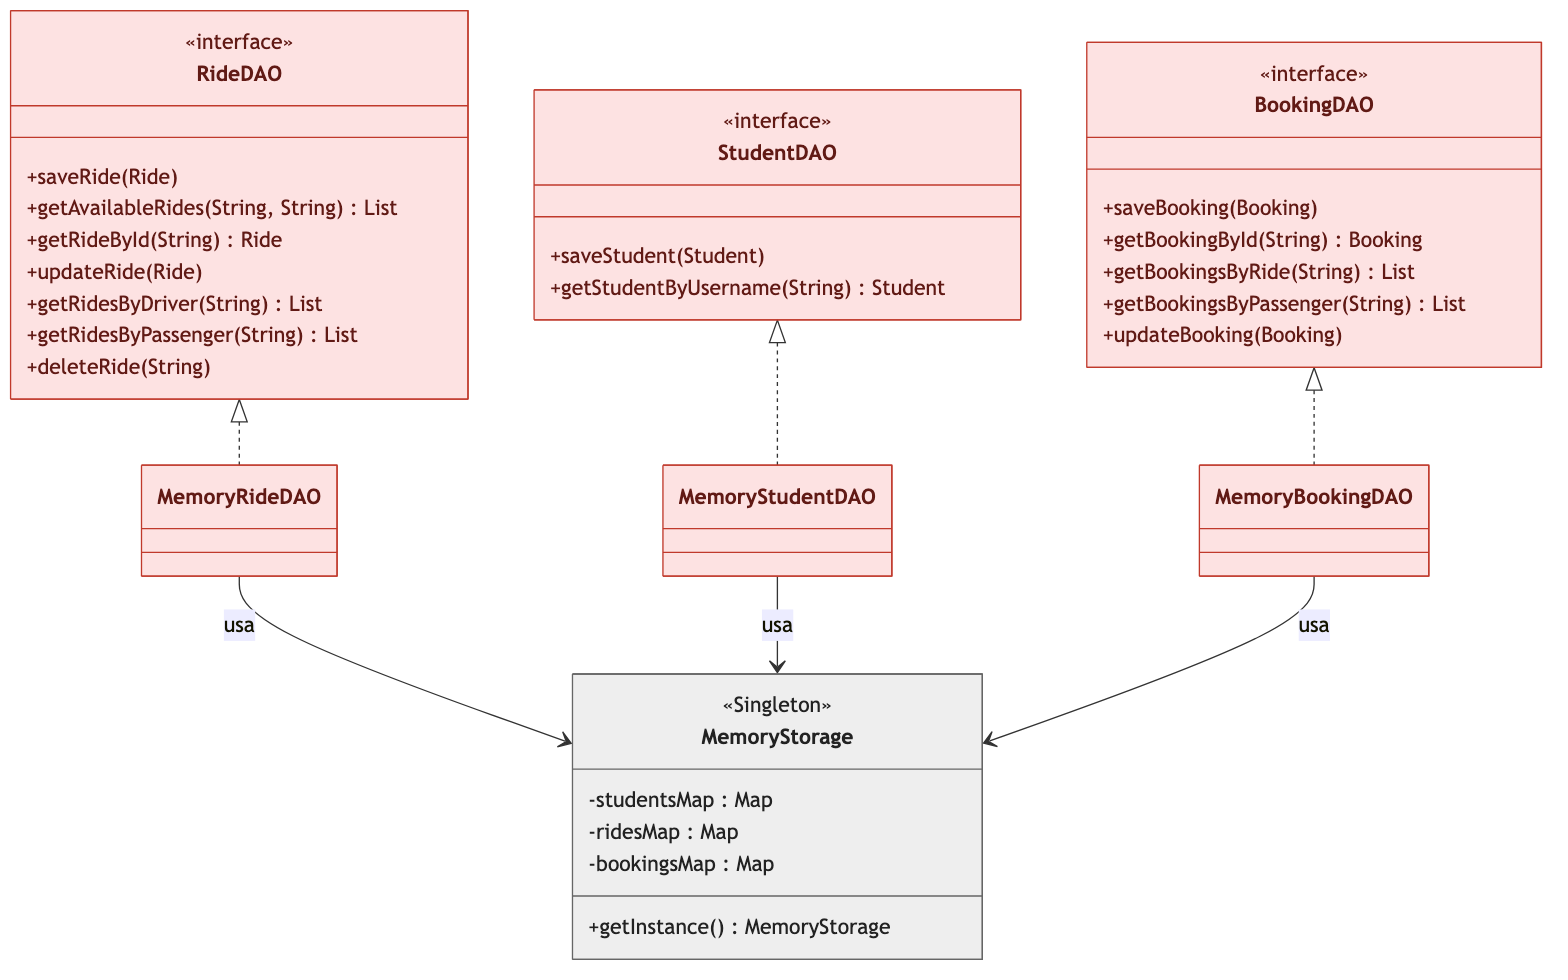 «interface»
RideDAO
+saveRide(Ride)
+getAvailableRides(String, String) : List
+getRideById(String) : Ride
+updateRide(Ride)
+getRidesByDriver(String) : List
+getRidesByPassenger(String) : List
+deleteRide(String)
«interface»
StudentDAO
+saveStudent(Student)
+getStudentByUsername(String) : Student
«interface»
BookingDAO
+saveBooking(Booking)
+getBookingById(String) : Booking
+getBookingsByRide(String) : List
+getBookingsByPassenger(String) : List
+updateBooking(Booking)
MemoryRideDAO
MemoryStudentDAO
MemoryBookingDAO
usa
usa
usa
«Singleton»
MemoryStorage
-studentsMap : Map
-ridesMap : Map
-bookingsMap : Map
+getInstance() : MemoryStorage